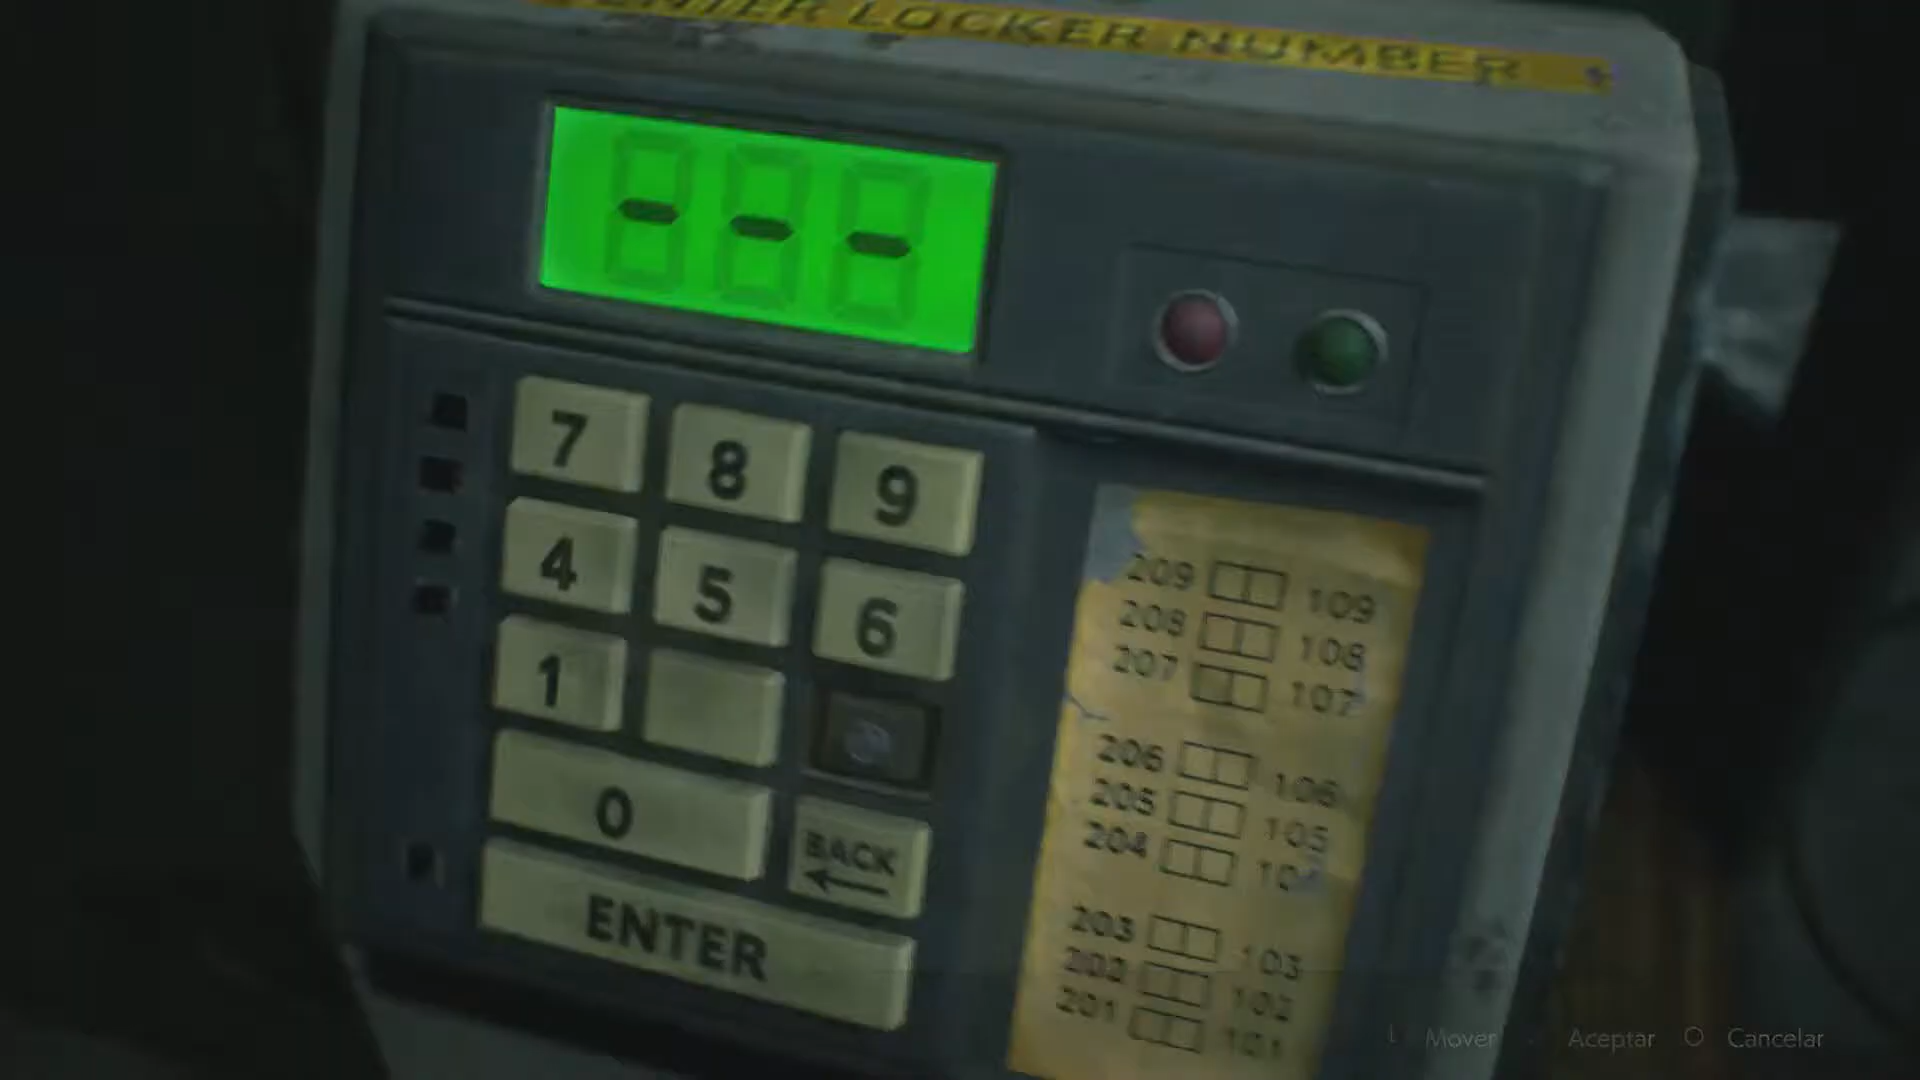 ENTER LOCKER NUMBER
- - -
7 8 9
4 5 6
1
0 BACK
ENTER
209 109
208 108
207 107
206 106
205 105
204
203 103
202 102
201 101
L Mover Aceptar O Cancelar